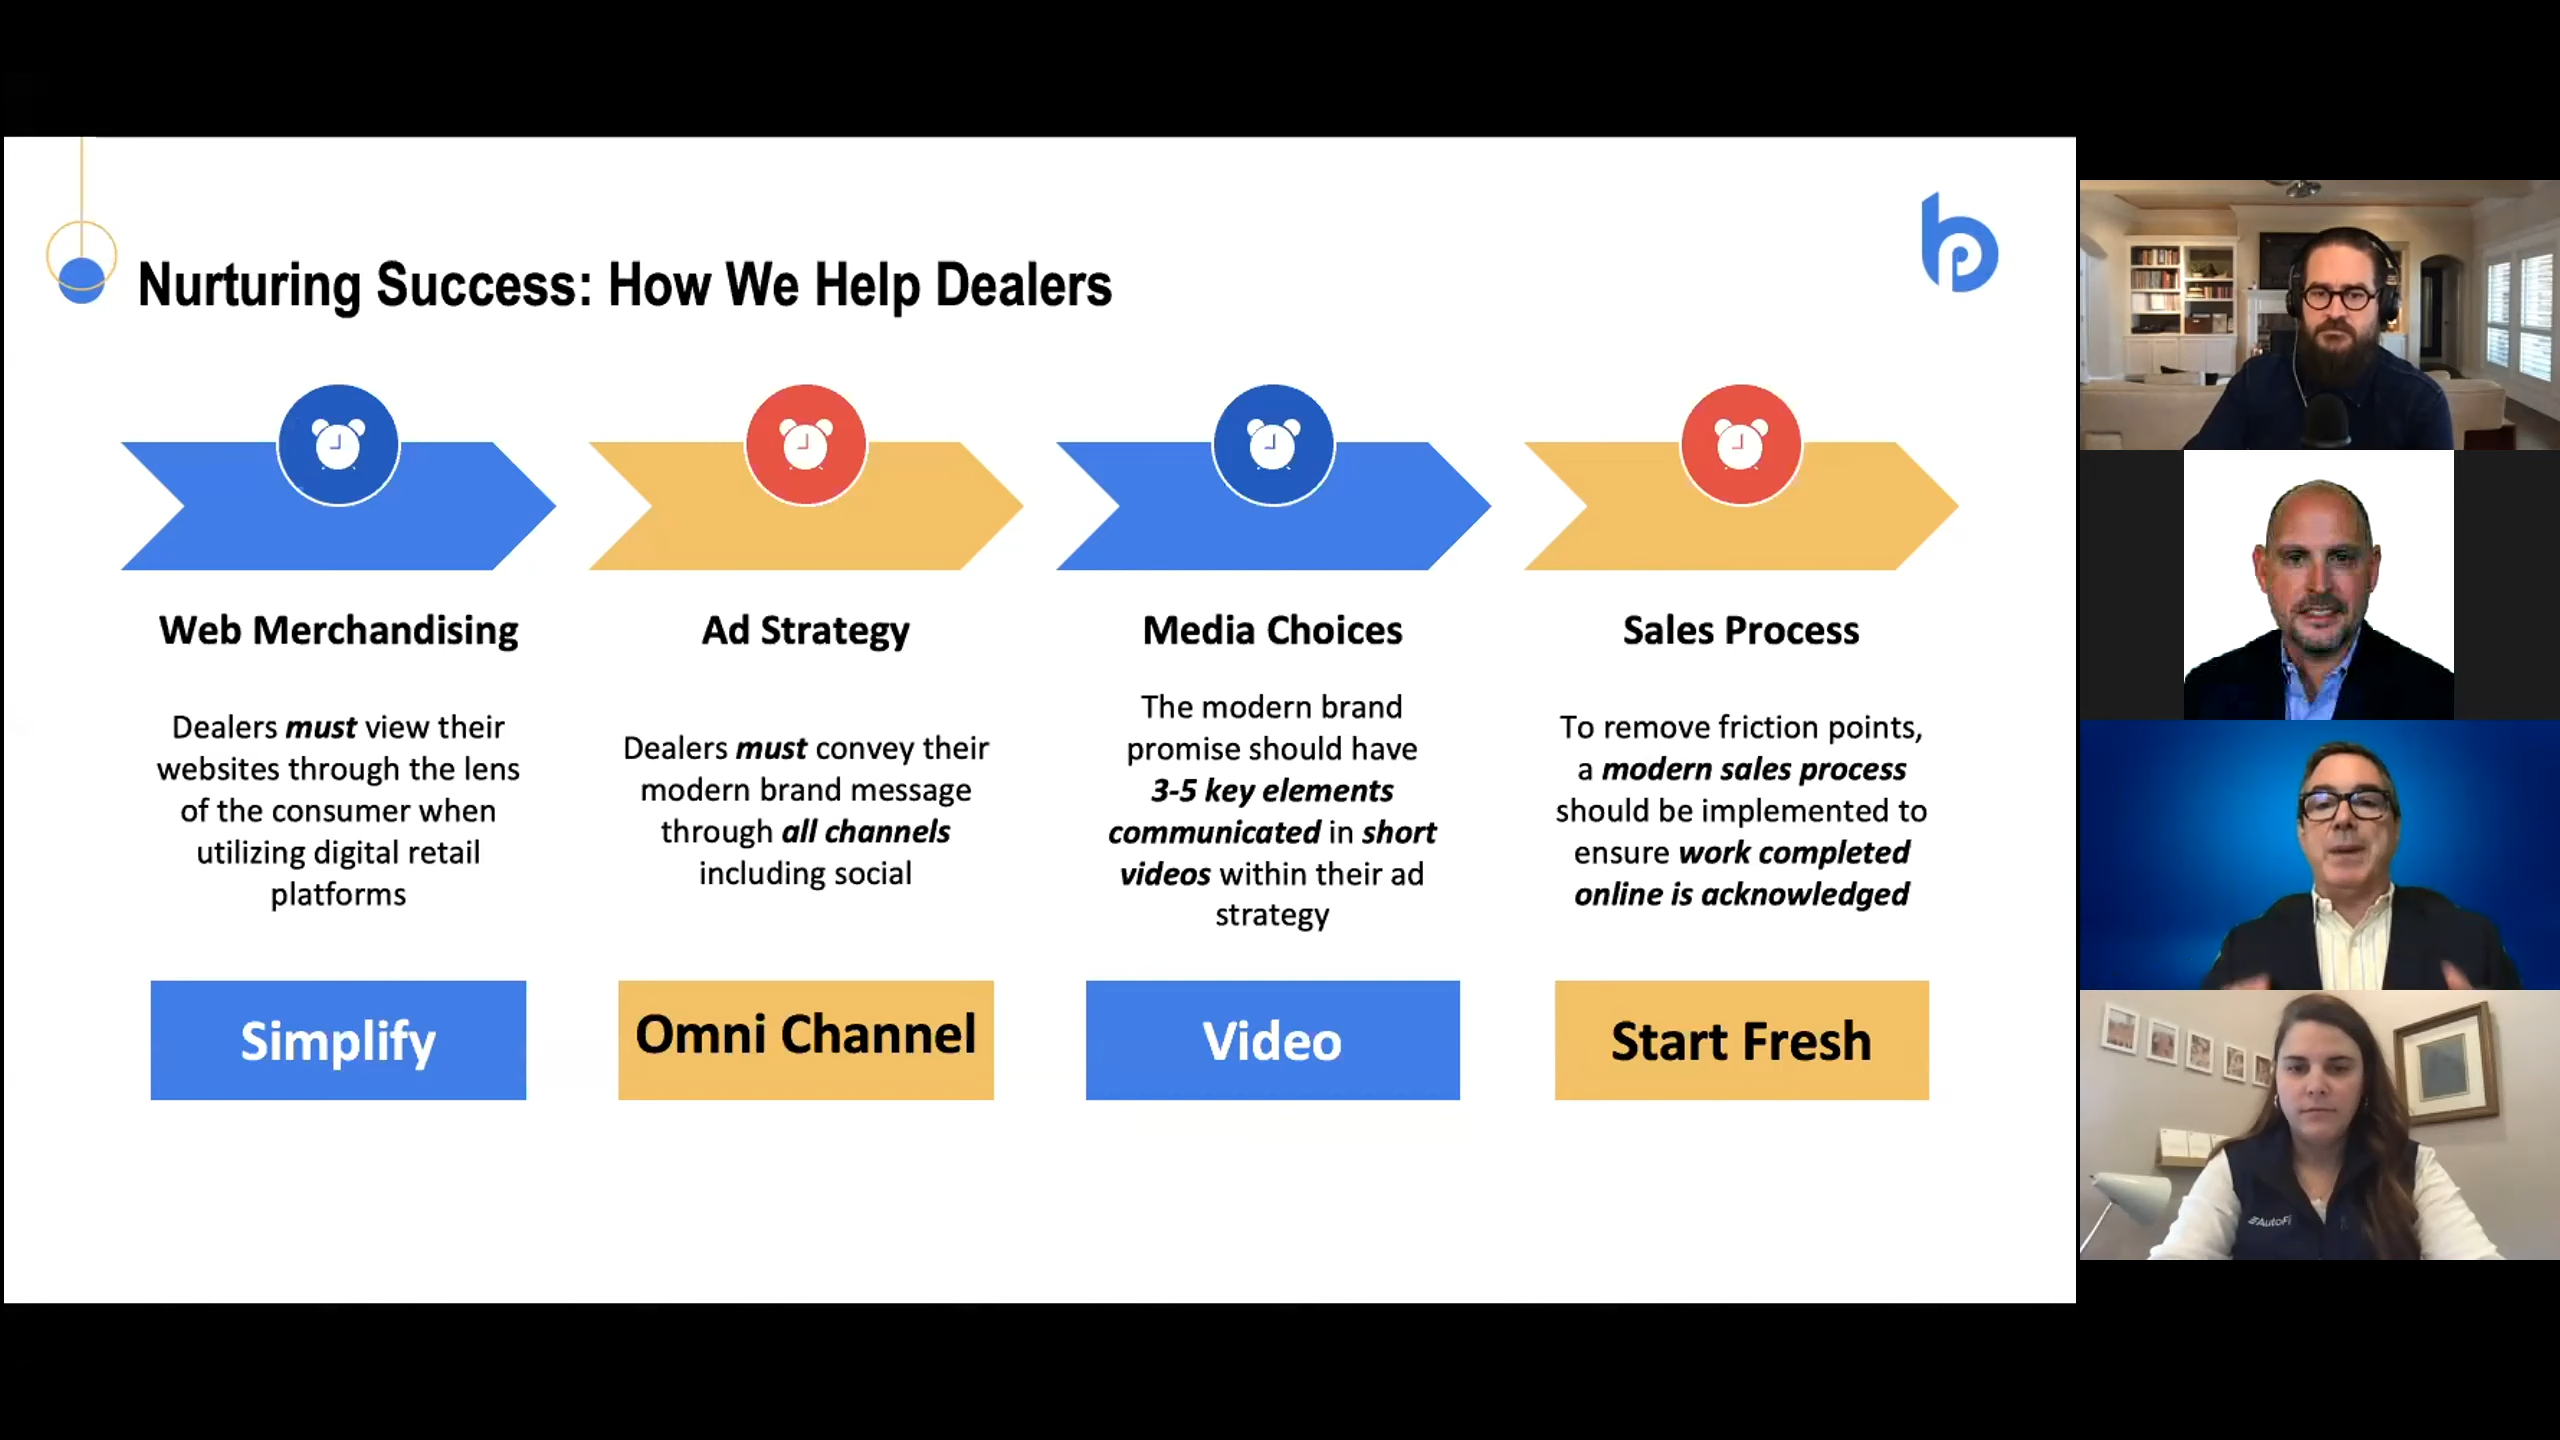 Nurturing Success: How We Help Dealers
Web Merchandising
Dealers must view their
websites through the lens
of the consumer when
utilizing digital retail
platforms
Simplify
Ad Strategy
Dealers must convey their
modern brand message
through all channels
including social
Omni Channel
Media Choices
The modern brand
promise should have
3-5 key elements
communicated in short
videos within their ad
strategy
Video
Sales Process
To remove friction points,
a modern sales process
should be implemented to
ensure work completed
online is acknowledged
Start Fresh
AutoFi